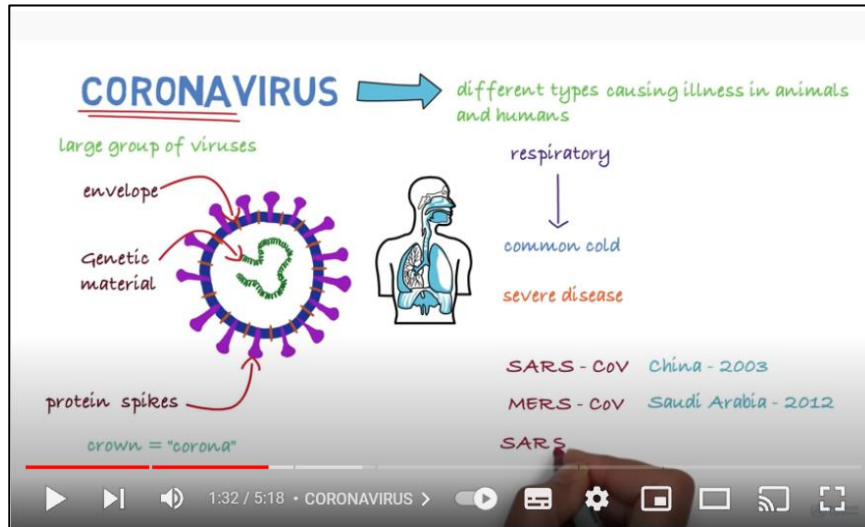 CORONAVIRUS
different types causing illness in animals
and humans
large group of viruses
respiratory
envelope
common cold
Genetic
material
severe disease
SARS - CoV China - 2003
protein spikes
MERS - CoV Saudi Arabia - 2012
crown = "corona"
SARS
1:32 / 5:18 • CORONAVIRUS >